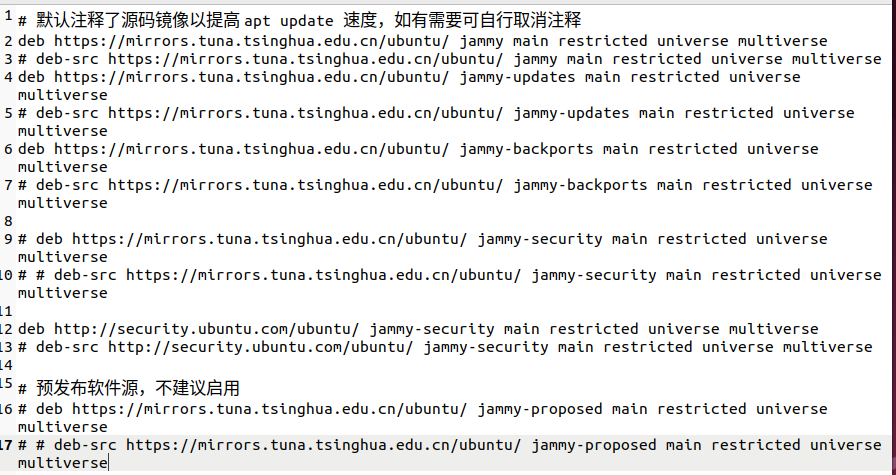 1 # 默认注释了源码镜像以提高 apt update 速度，如有需要可自行取消注释
2 deb https://mirrors.tuna.tsinghua.edu.cn/ubuntu/ jammy main restricted universe multiverse
3 # deb-src https://mirrors.tuna.tsinghua.edu.cn/ubuntu/ jammy main restricted universe multiverse
4 deb https://mirrors.tuna.tsinghua.edu.cn/ubuntu/ jammy-updates main restricted universe
multiverse
5 # deb-src https://mirrors.tuna.tsinghua.edu.cn/ubuntu/ jammy-updates main restricted universe
multiverse
6 deb https://mirrors.tuna.tsinghua.edu.cn/ubuntu/ jammy-backports main restricted universe
multiverse
7 # deb-src https://mirrors.tuna.tsinghua.edu.cn/ubuntu/ jammy-backports main restricted universe
multiverse
8
9 # deb https://mirrors.tuna.tsinghua.edu.cn/ubuntu/ jammy-security main restricted universe
multiverse
10 # # deb-src https://mirrors.tuna.tsinghua.edu.cn/ubuntu/ jammy-security main restricted universe
multiverse
11
12 deb http://security.ubuntu.com/ubuntu/ jammy-security main restricted universe multiverse
13 # deb-src http://security.ubuntu.com/ubuntu/ jammy-security main restricted universe multiverse
14
15 # 预发布软件源，不建议启用
16 # deb https://mirrors.tuna.tsinghua.edu.cn/ubuntu/ jammy-proposed main restricted universe
multiverse
17 # # deb-src https://mirrors.tuna.tsinghua.edu.cn/ubuntu/ jammy-proposed main restricted universe
multiverse